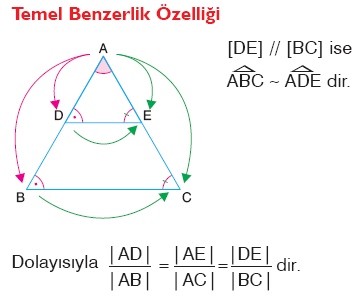 Temel Benzerlik Özelliği
[DE] // [BC] ise
ABC ~ ADE dir.
A
D
E
B
C
Dolayısıyla |AD| / |AB| = |AE| / |AC| = |DE| / |BC| dir.